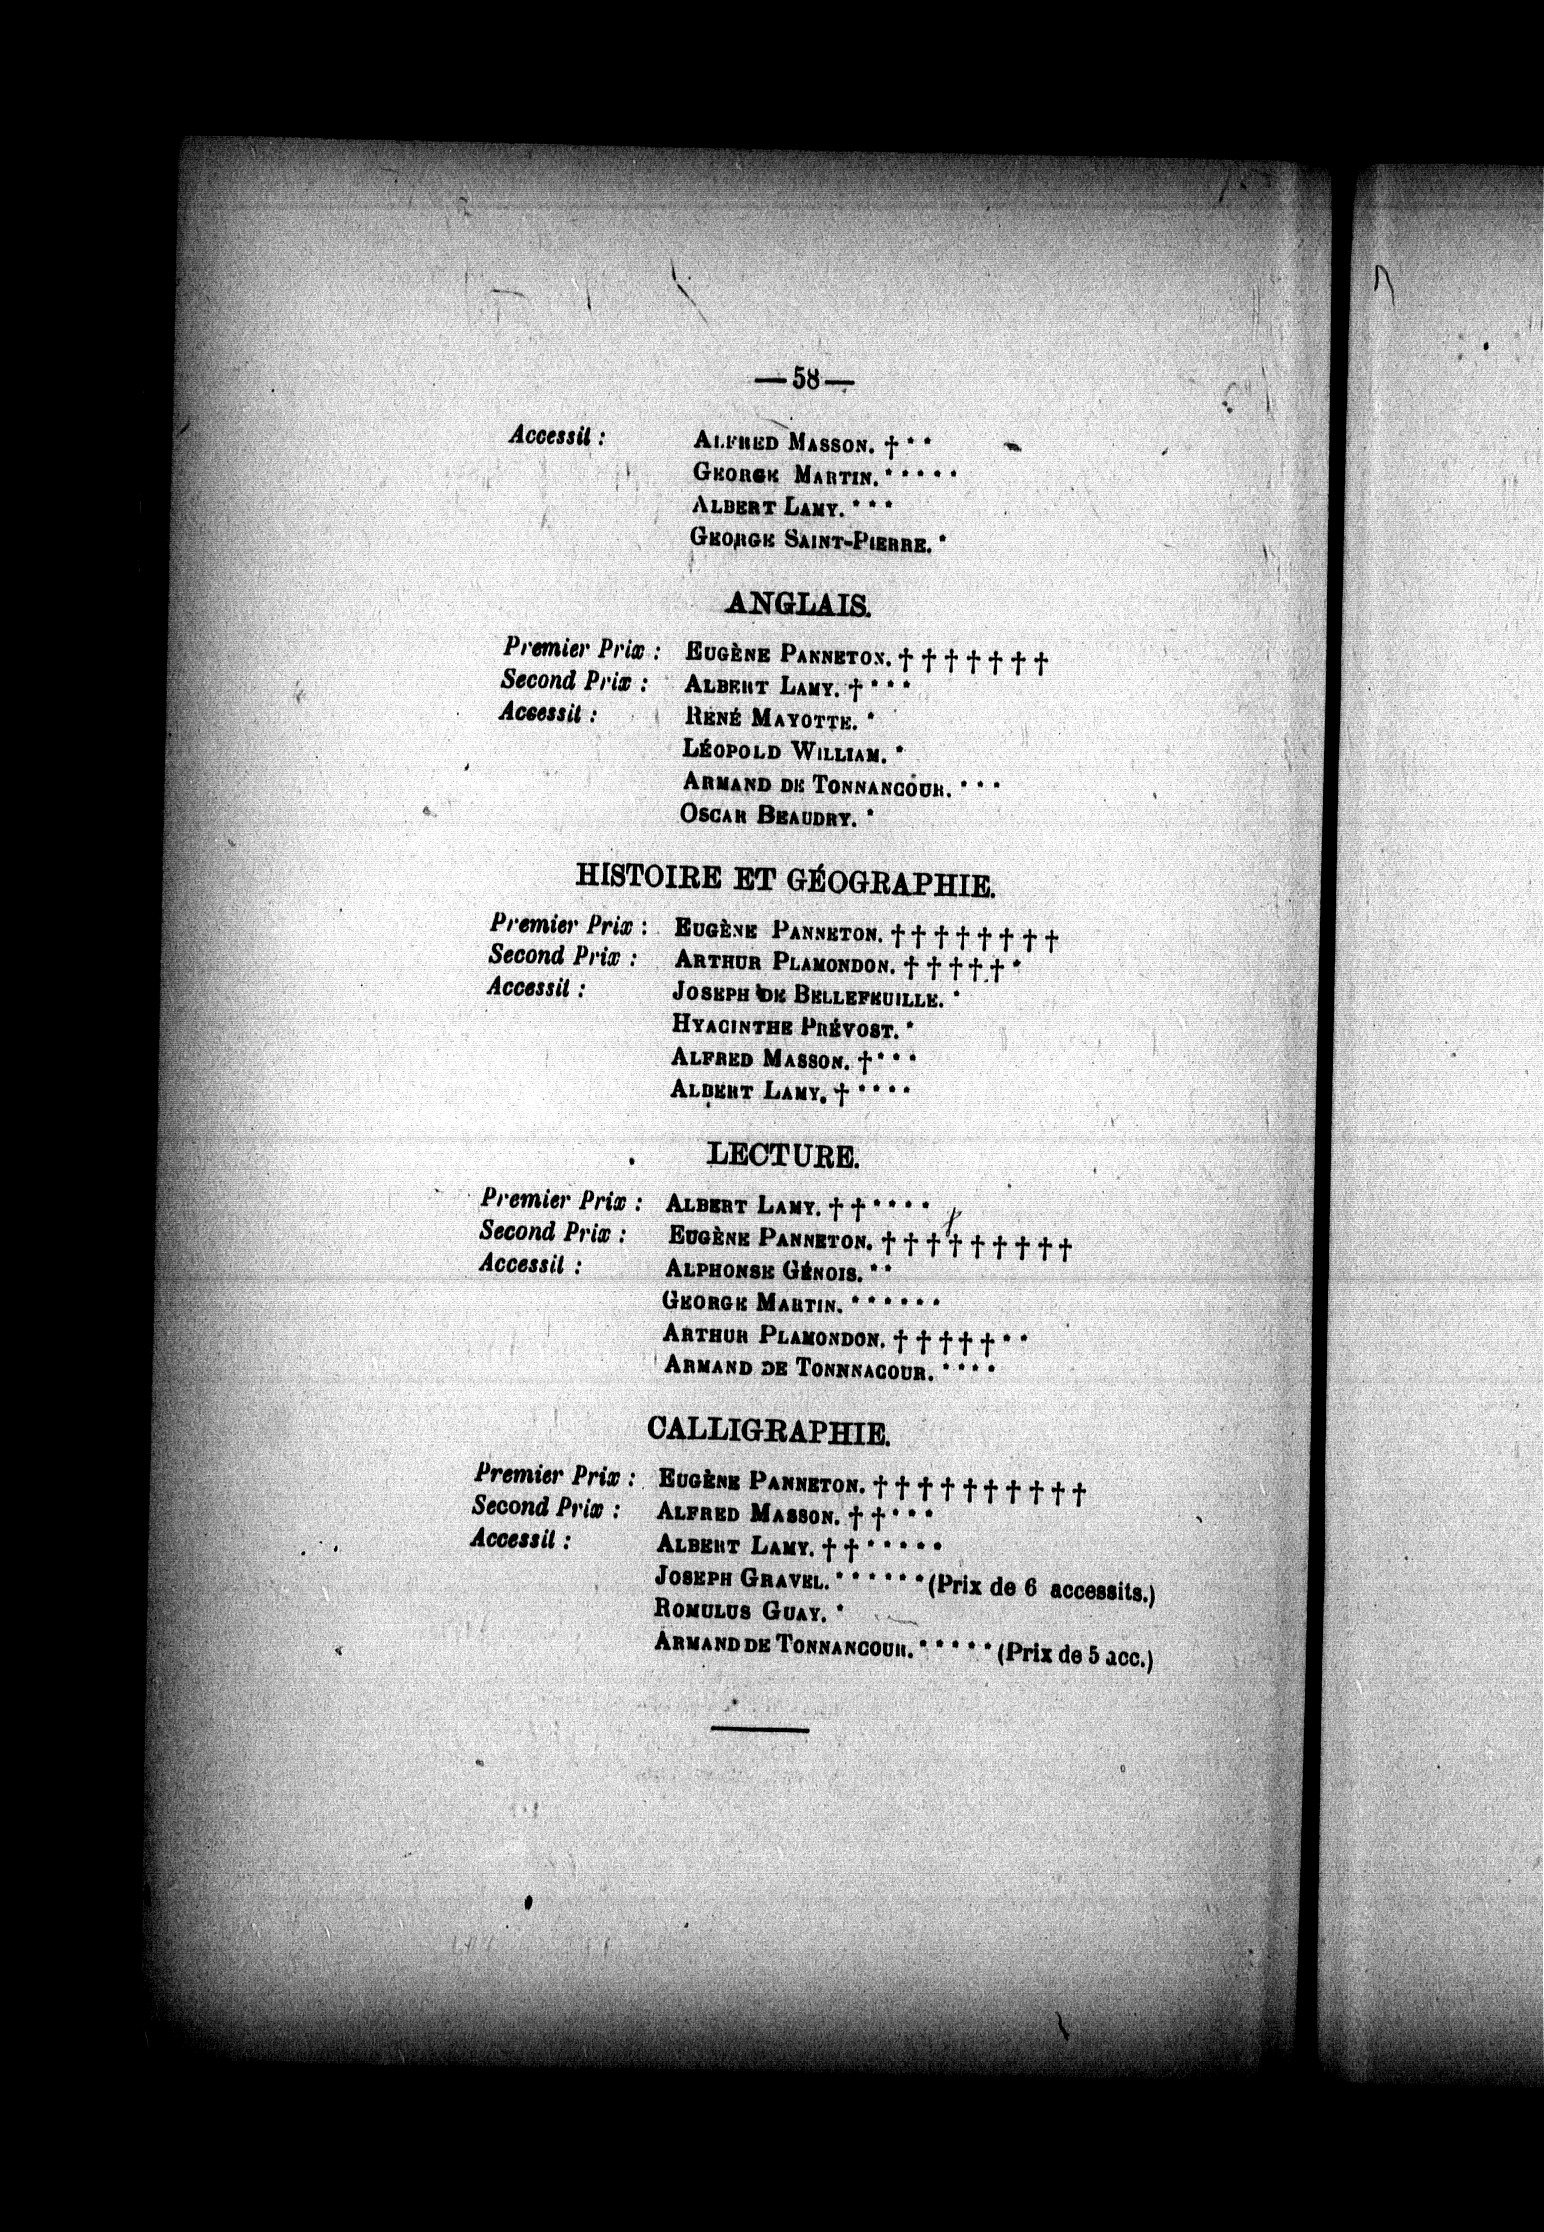 — 58 —
Accessit : ALFRED MASSON. † * *
GEORGE MARTIN. * * * * *
ALBERT LAMY. * * *
GEORGE SAINT-PIERRE. *
ANGLAIS.
Premier Prix : EUGÈNE PANNETON. † † † † † † †
Second Prix : ALBERT LAMY. † * * *
Accessit : RENÉ MAYOTTE. *
LÉOPOLD WILLIAM. *
ARMAND DE TONNANCOUR. * * *
OSCAR BEAUDRY. *
HISTOIRE ET GÉOGRAPHIE.
Premier Prix : EUGÈNE PANNETON. † † † † † † † †
Second Prix : ARTHUR PLAMONDON. † † † † † *
Accessit : JOSEPH DE BELLEFEUILLE. *
HYACINTHE PRÉVOST. *
ALFRED MASSON. † * * *
ALBERT LAMY. † * * * *
LECTURE.
Premier Prix : ALBERT LAMY. † † * * * *
Second Prix : EUGÈNE PANNETON. † † † † † † † † †
Accessit : ALPHONSE GÉNOIS. * *
GEORGE MARTIN. * * * * * *
ARTHUR PLAMONDON. † † † † † * *
ARMAND DE TONNNACOUR. * * * *
CALLIGRAPHIE.
Premier Prix : EUGÈNE PANNETON. † † † † † † † † † †
Second Prix : ALFRED MASSON. † † * * *
Accessit : ALBERT LAMY. † † * * * * *
JOSEPH GRAVEL. * * * * * * (Prix de 6 accessits.)
ROMULUS GUAY. *
ARMAND DE TONNANCOUR. * * * * * (Prix de 5 acc.)